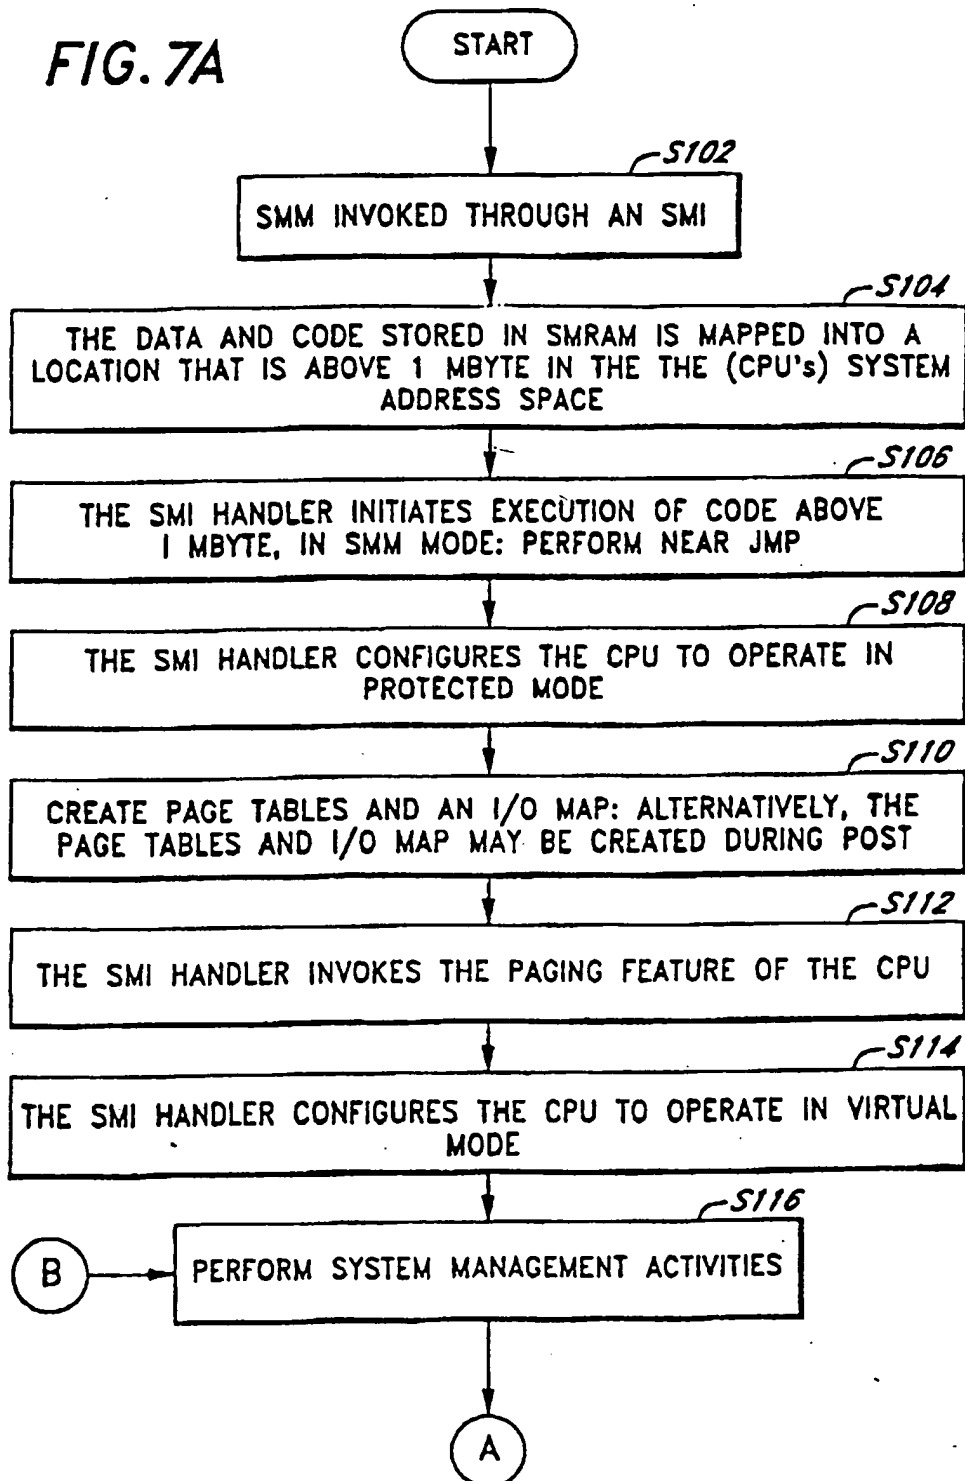 FIG. 7A
START
S102
SMM INVOKED THROUGH AN SMI
S104
THE DATA AND CODE STORED IN SMRAM IS MAPPED INTO A
LOCATION THAT IS ABOVE 1 MBYTE IN THE THE (CPU's) SYSTEM
ADDRESS SPACE
S106
THE SMI HANDLER INITIATES EXECUTION OF CODE ABOVE
1 MBYTE, IN SMM MODE: PERFORM NEAR JMP
S108
THE SMI HANDLER CONFIGURES THE CPU TO OPERATE IN
PROTECTED MODE
S110
CREATE PAGE TABLES AND AN I/O MAP: ALTERNATIVELY, THE
PAGE TABLES AND I/O MAP MAY BE CREATED DURING POST
S112
THE SMI HANDLER INVOKES THE PAGING FEATURE OF THE CPU
S114
THE SMI HANDLER CONFIGURES THE CPU TO OPERATE IN VIRTUAL
MODE
S116
B
PERFORM SYSTEM MANAGEMENT ACTIVITIES
A